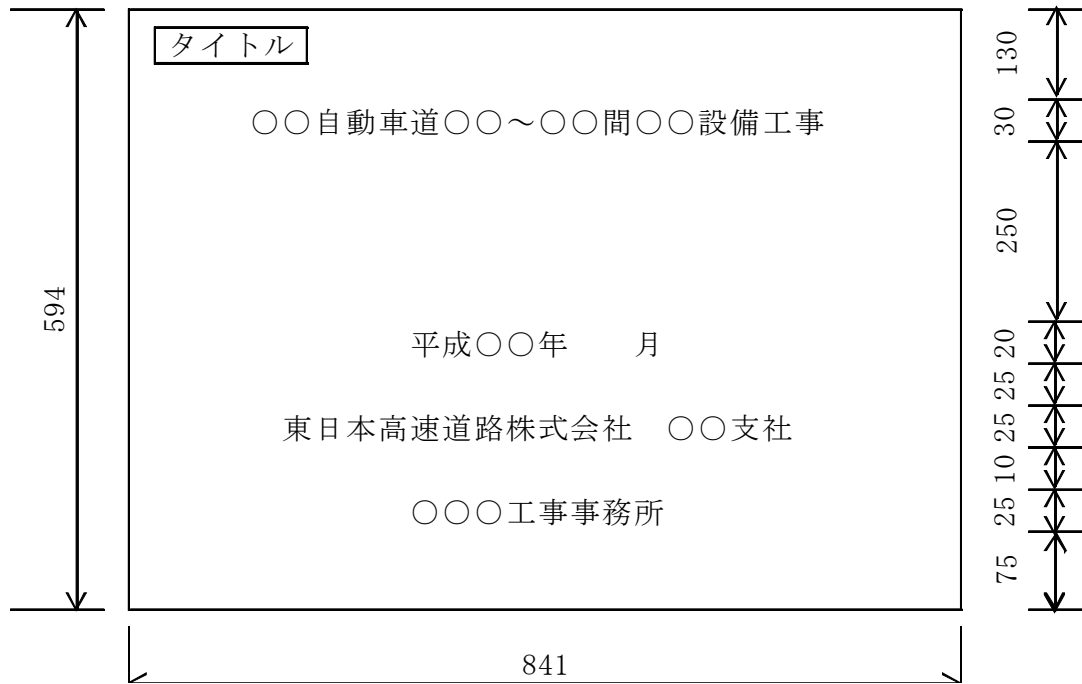 タイトル
○○自動車道○○~○○間○○設備工事
平成○○年　　月
東日本高速道路株式会社　○○支社
○○○工事事務所
594
130
30
250
20
25
25
10
25
75
841